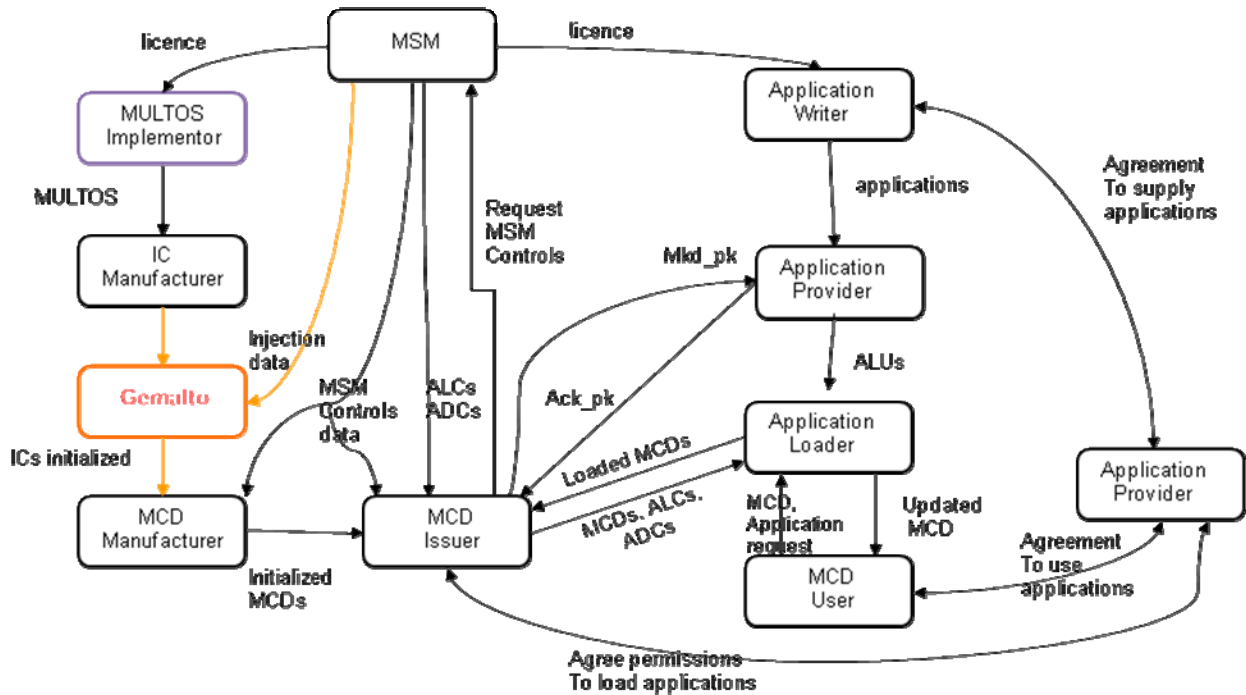 licence
MSM
licence
MULTOS
Implementor
Application
Writer
MULTOS
Request
MSM
Controls
applications
Agreement
To supply
applications
IC
Manufacturer
Mkd_pk
Application
Provider
Injection
data
Gemalto
MSM
Controls
data
ALCs
ADCs
Ack_pk
ALUs
ICs initialized
Application
Loader
Loaded MCDs
MCDs, ALCs,
ADCs
MCD
Manufacturer
MCD
Issuer
MCD,
Application
request
Updated
MCD
Application
Provider
Initialized
MCDs
MCD
User
Agreement
To use
applications
Agree permissions
To load applications